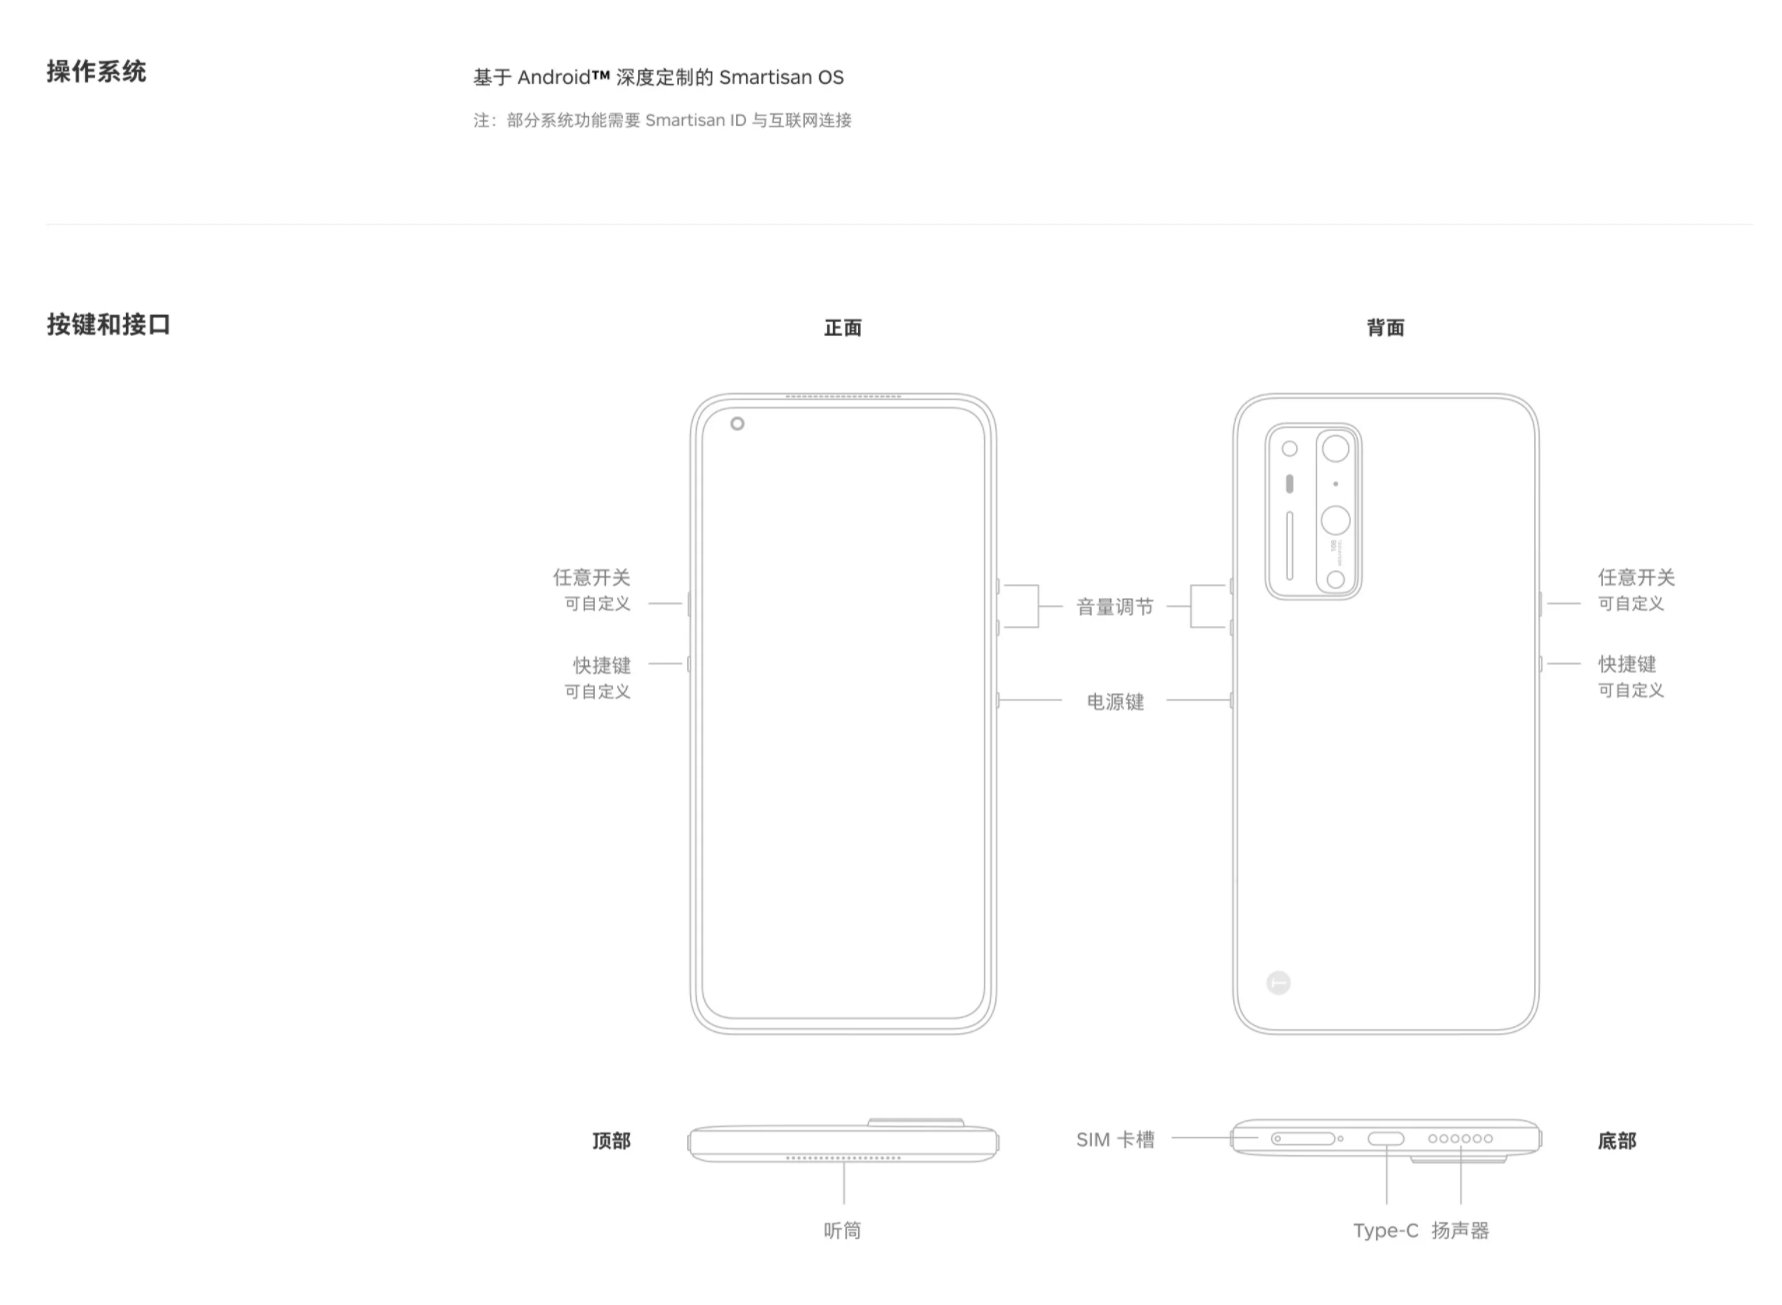 操作系统
基于 Android™ 深度定制的 Smartisan OS
注：部分系统功能需要 Smartisan ID 与互联网连接
按键和接口
正面
背面
任意开关
可自定义
快捷键
可自定义
音量调节
电源键
任意开关
可自定义
快捷键
可自定义
顶部
听筒
SIM 卡槽
底部
Type-C
扬声器